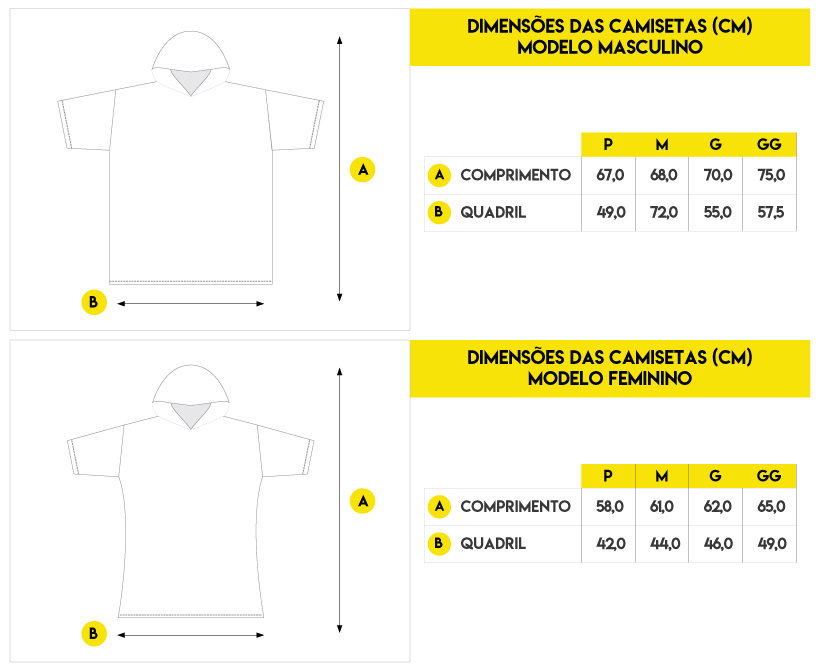 DIMENSÕES DAS CAMISETAS (CM)
MODELO MASCULINO
P M G GG
A COMPRIMENTO 67,0 68,0 70,0 75,0
B QUADRIL 49,0 72,0 55,0 57,5
A
B
DIMENSÕES DAS CAMISETAS (CM)
MODELO FEMININO
P M G GG
A COMPRIMENTO 58,0 61,0 62,0 65,0
B QUADRIL 42,0 44,0 46,0 49,0
A
B